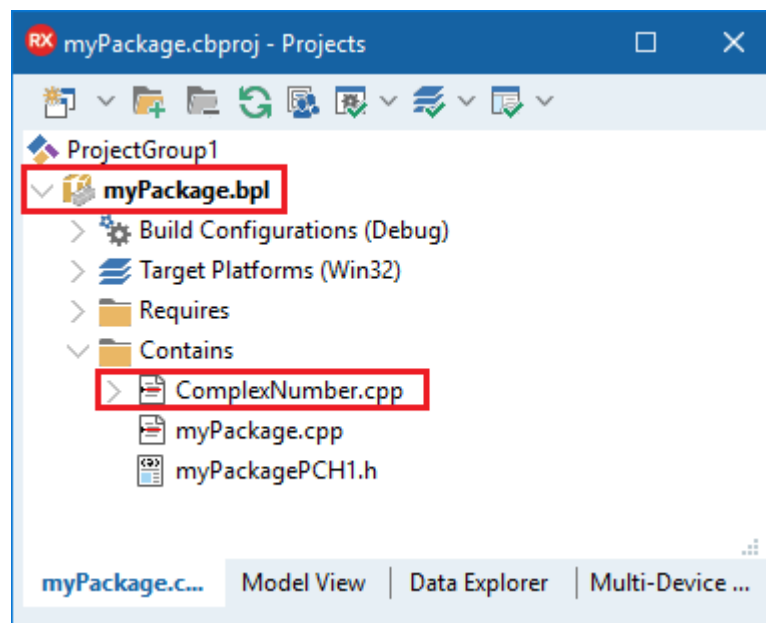 RX myPackage.cbproj - Projects
ProjectGroup1
myPackage.bpl
Build Configurations (Debug)
Target Platforms (Win32)
Requires
Contains
ComplexNumber.cpp
myPackage.cpp
myPackagePCH1.h
myPackage.c... Model View Data Explorer Multi-Device ...